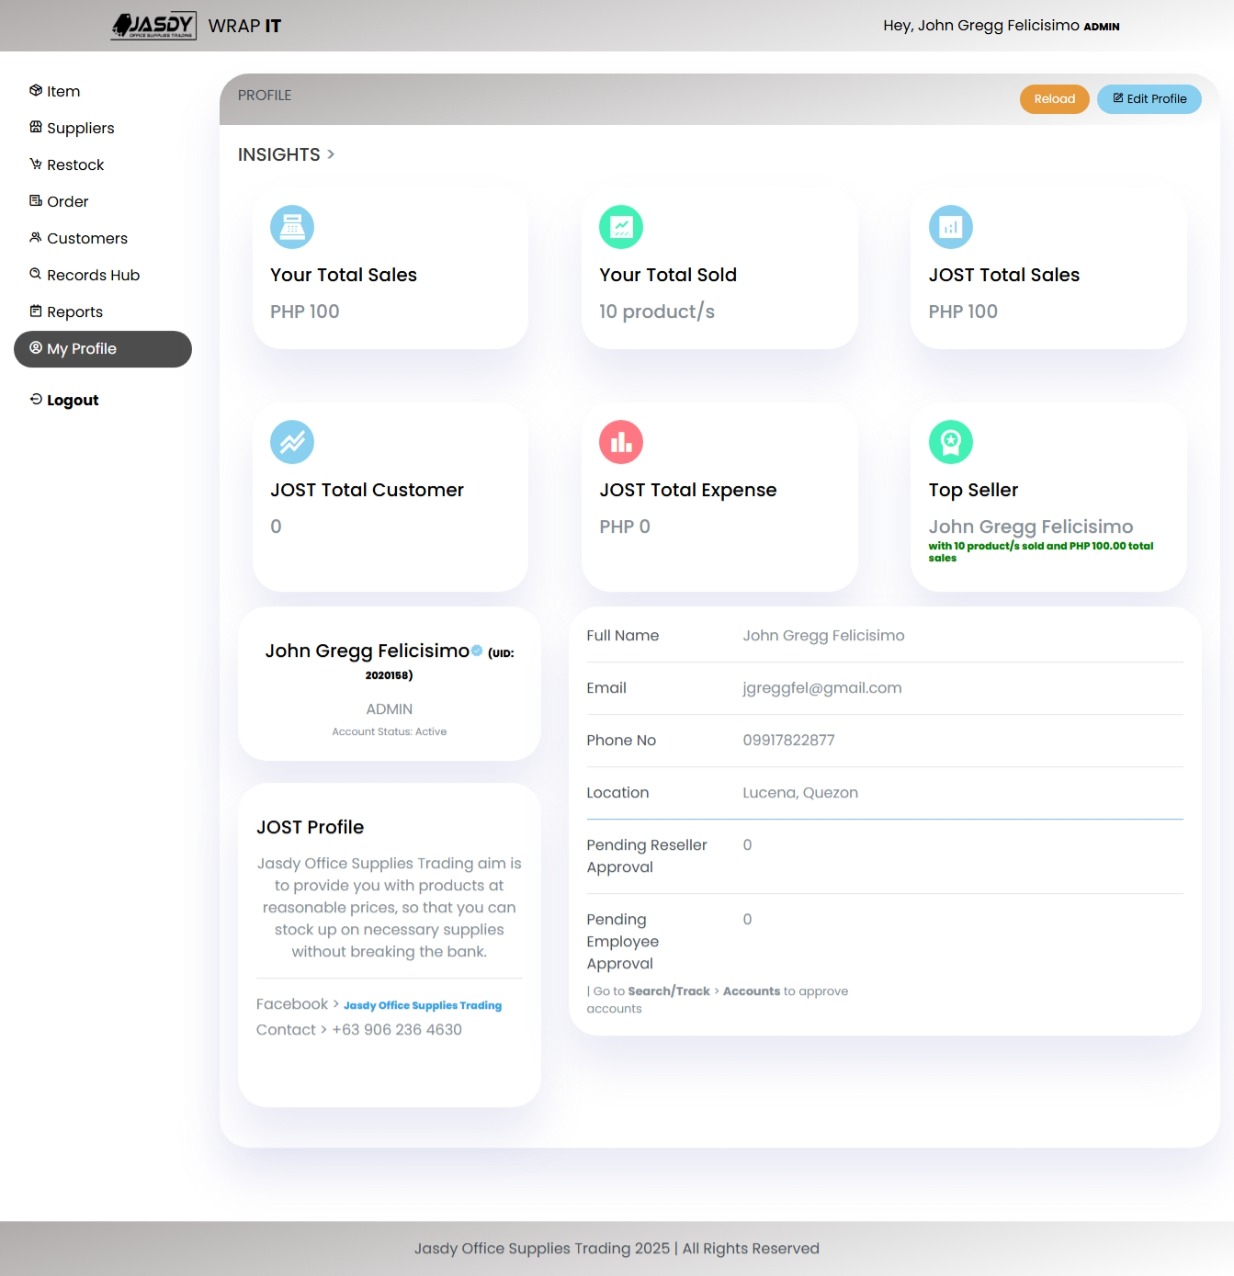 JASDY
OFFICE SUPPLIES TRADING
WRAP IT
Hey, John Gregg Felicisimo ADMIN
Item
Suppliers
Restock
Order
Customers
Records Hub
Reports
My Profile
Logout
PROFILE
Reload
Edit Profile
INSIGHTS >
Your Total Sales
PHP 100
Your Total Sold
10 product/s
JOST Total Sales
PHP 100
JOST Total Customer
0
JOST Total Expense
PHP 0
Top Seller
John Gregg Felicisimo
with 10 product/s sold and PHP 100.00 total
sales
John Gregg Felicisimo (UID:
2020158)
ADMIN
Account Status: Active
JOST Profile
Jasdy Office Supplies Trading aim is
to provide you with products at
reasonable prices, so that you can
stock up on necessary supplies
without breaking the bank.
Facebook > Jasdy Office Supplies Trading
Contact > +63 906 236 4630
Full Name John Gregg Felicisimo
Email jgreggfel@gmail.com
Phone No 09917822877
Location Lucena, Quezon
Pending Reseller 0
Approval
Pending 0
Employee
Approval
| Go to Search/Track > Accounts to approve
accounts
Jasdy Office Supplies Trading 2025 | All Rights Reserved